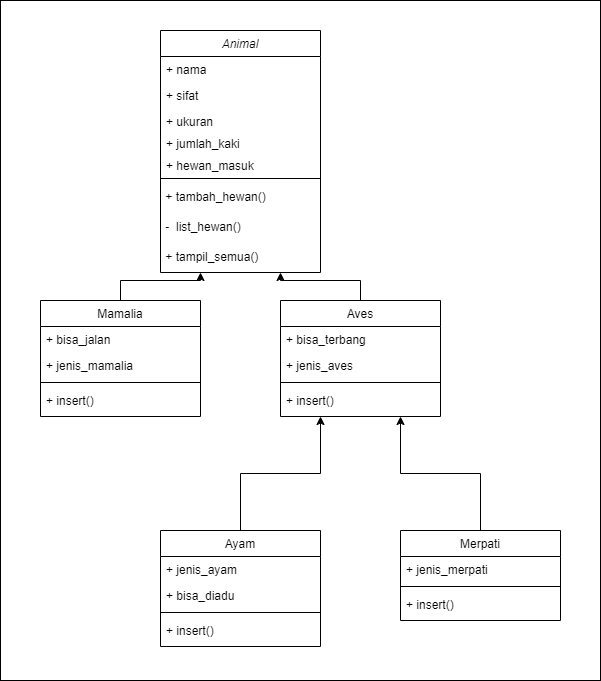 Animal
+ nama
+ sifat
+ ukuran
+ jumlah_kaki
+ hewan_masuk
+ tambah_hewan()
- list_hewan()
+ tampil_semua()
Mamalia
+ bisa_jalan
+ jenis_mamalia
+ insert()
Aves
+ bisa_terbang
+ jenis_aves
+ insert()
Ayam
+ jenis_ayam
+ bisa_diadu
+ insert()
Merpati
+ jenis_merpati
+ insert()